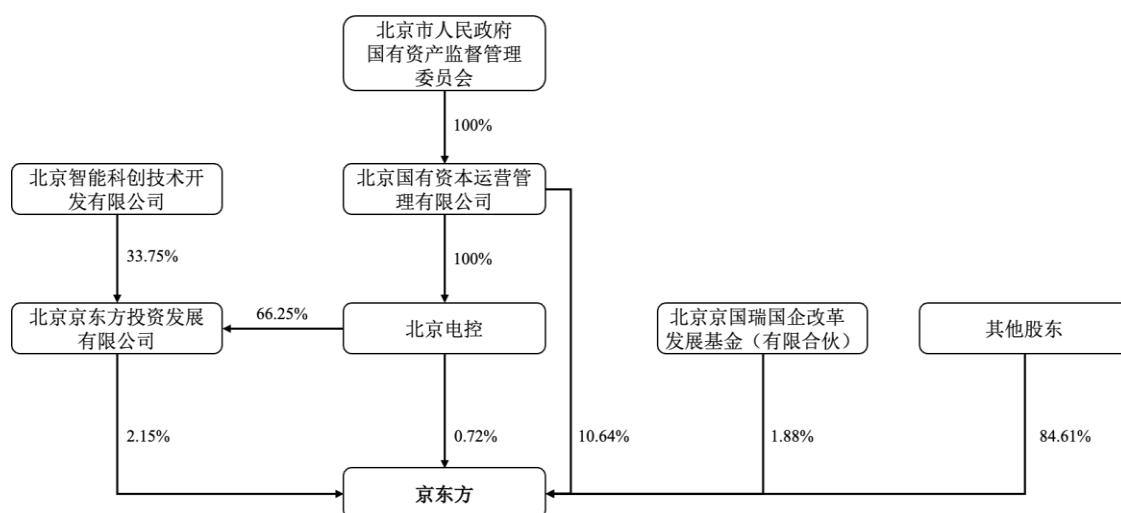 北京市人民政府
国有资产监督管理
委员会
100%
北京智能科创技术开
发有限公司
北京国有资本运营管
理有限公司
33.75%
100%
北京京东方投资发展
有限公司
66.25%
北京电控
北京京国瑞国企改革
发展基金（有限合伙）
其他股东
2.15%
0.72%
10.64%
1.88%
84.61%
京东方